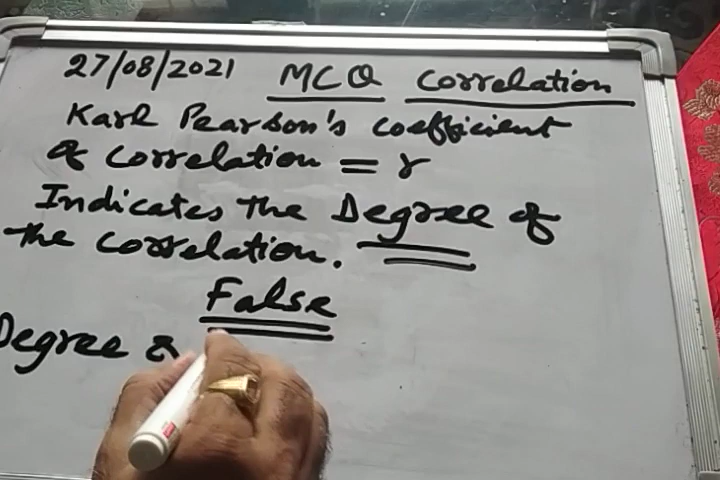 27/08/2021 MCQ Correlation
Karl Pearson's coefficient
of correlation = r
Indicates the Degree of
the correlation.
False
Degree